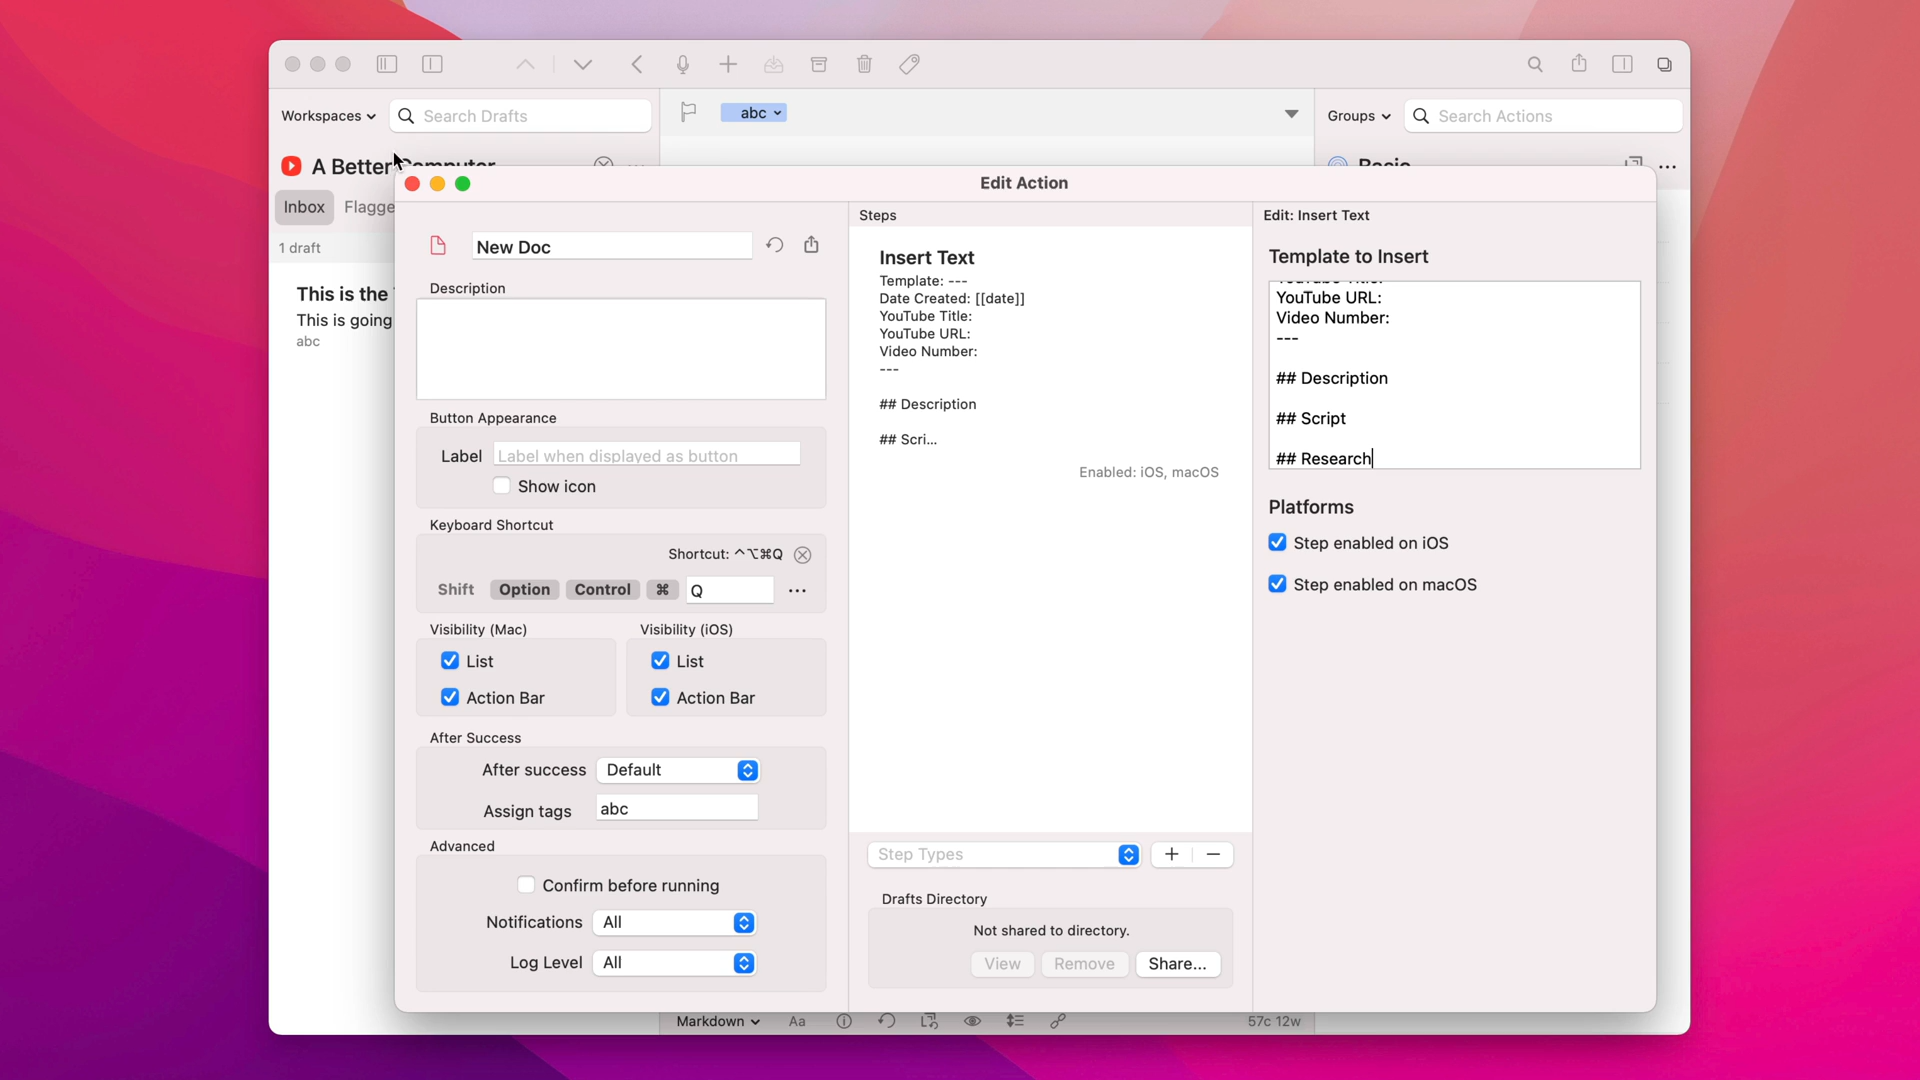 Workspaces
Search Drafts
abc
Groups
Search Actions
A Better Computer
Basic
Inbox
Flagge
1 draft
This is the
This is going
abc
Edit Action
New Doc
Description
Button Appearance
Label
Label when displayed as button
Show icon
Keyboard Shortcut
Shortcut: ^⌥⌘Q
Shift
Option
Control
⌘
Q
Visibility (Mac)
List
Action Bar
Visibility (iOS)
List
Action Bar
After Success
After success
Default
Assign tags
abc
Advanced
Confirm before running
Notifications
All
Log Level
All
Steps
Insert Text
Template: ---
Date Created: [[date]]
YouTube Title:
YouTube URL:
Video Number:
---
## Description
## Scri...
Enabled: iOS, macOS
Step Types
Drafts Directory
Not shared to directory.
View
Remove
Share...
Edit: Insert Text
Template to Insert
YouTube Title:
YouTube URL:
Video Number:
---
## Description
## Script
## Research
Platforms
Step enabled on iOS
Step enabled on macOS
Markdown
Aa
57c 12w